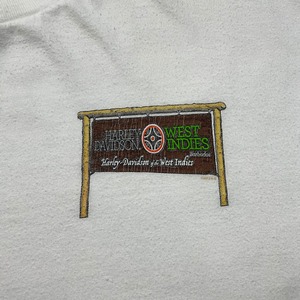 HARLEY WEST
DAVIDSON. INDIES
Barbados
Harley-Davidson of the West Indies